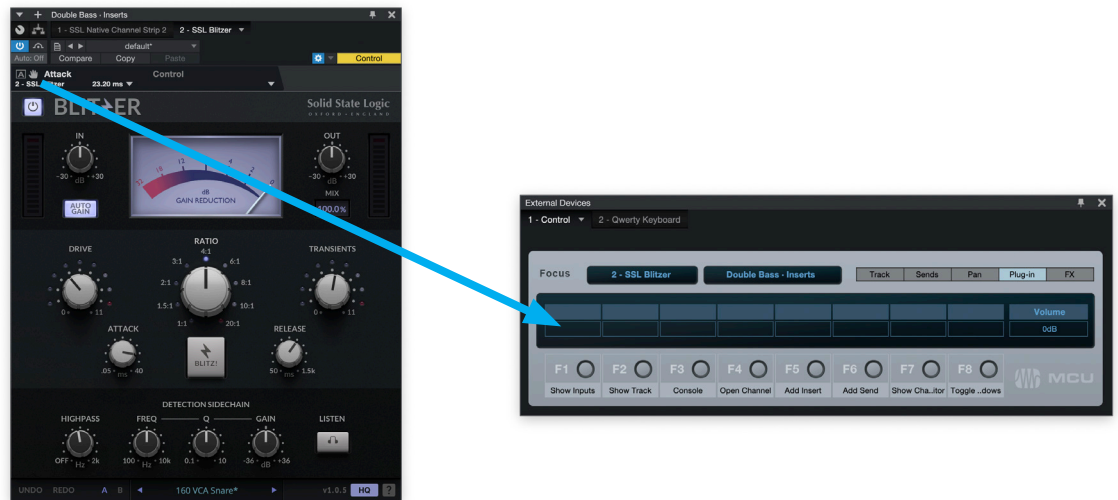 Double Bass - Inserts
1 - SSL Native Channel Strip 2 2 - SSL Blitzer
default*
Auto: Off Compare Copy Paste Control
A Attack Control
2 - SSL Blitzer 23.20 ms
BLITZER Solid State Logic
OXFORD • ENGLAND
IN OUT
-30 dB +30 -30 dB +30
dB
GAIN REDUCTION
AUTO GAIN
MIX
100.0%
DRIVE RATIO TRANSIENTS
4:1
3:1 6:1
2:1 8:1
1.5:1 10:1
1:1 20:1
0 +11 0 +11
ATTACK RELEASE
BLITZ!
.05 ms 40 50 ms 1.5k
DETECTION SIDECHAIN
HIGHPASS FREQ Q GAIN LISTEN
OFF Hz 2k 100 Hz 10k 0.1 10 -36 dB +36
UNDO REDO A B 160 VCA Snare* v1.0.5 HQ ?
External Devices
1 - Control 2 - Qwerty Keyboard
Focus 2 - SSL Blitzer Double Bass - Inserts Track Sends Pan Plug-in FX
Volume
0dB
F1 F2 F3 F4 F5 F6 F7 F8 MCU
Show Inputs Show Track Console Open Channel Add Insert Add Send Show Cha..itor Toggle ..dows